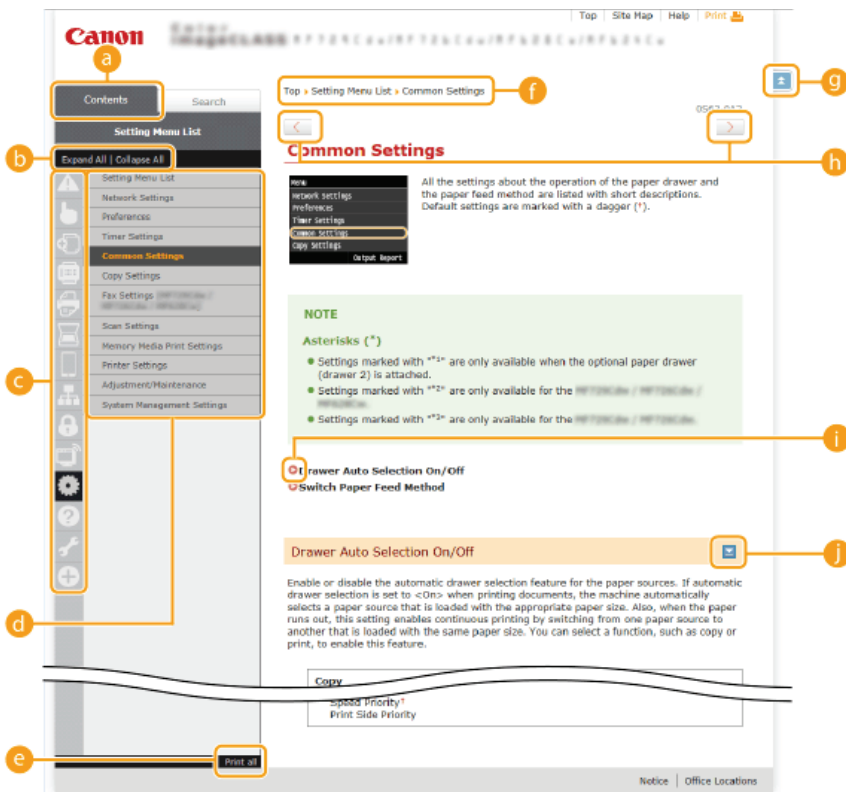 Top | Site Map | Help | Print
Canon
a
Contents
Search
Top › Setting Menu List › Common Settings
f
g
Setting Menu List
b
Expand All | Collapse All
h
Common Settings
Setting Menu List
Network Settings
Preferences
Timer Settings
Common Settings
Copy Settings
Fax Settings
Scan Settings
Memory Media Print Settings
Printer Settings
Adjustment/Maintenance
System Management Settings
c
d
Menu
Network Settings
Preferences
Timer Settings
Common Settings
Copy Settings
Output Report
All the settings about the operation of the paper drawer and
the paper feed method are listed with short descriptions.
Default settings are marked with a dagger (†).
NOTE
Asterisks (*)
Settings marked with "*1" are only available when the optional paper drawer
(drawer 2) is attached.
Settings marked with "*2" are only available for the
Settings marked with "*3" are only available for the
i
Drawer Auto Selection On/Off
Switch Paper Feed Method
Drawer Auto Selection On/Off
j
Enable or disable the automatic drawer selection feature for the paper sources. If automatic
drawer selection is set to <On> when printing documents, the machine automatically
selects a paper source that is loaded with the appropriate paper size. Also, when the paper
runs out, this setting enables continuous printing by switching from one paper source to
another that is loaded with the same paper size. You can select a function, such as copy or
print, to enable this feature.
Copy
Speed Priority†
Print Side Priority
e
Print all
Notice | Office Locations